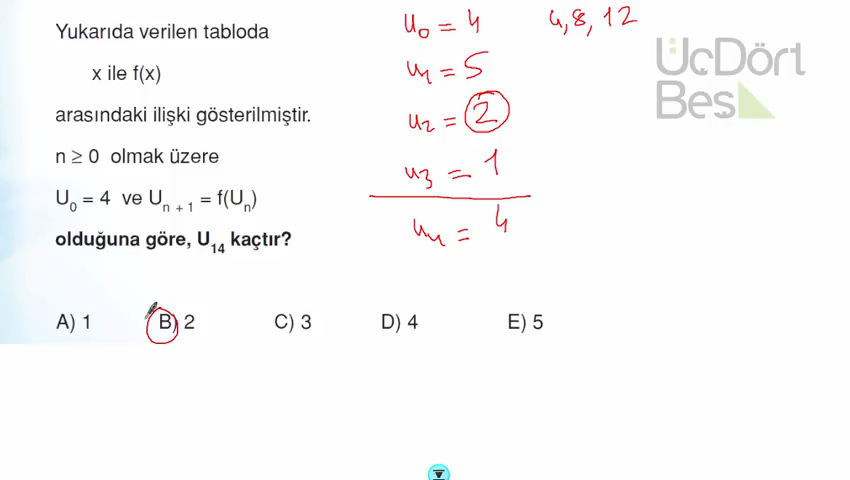 Yukarıda verilen tabloda
x ile f(x)
arasındaki ilişki gösterilmiştir.
n ≥ 0 olmak üzere
U₀ = 4 ve Uₙ ₊ ₁ = f(Uₙ)
olduğuna göre, U₁₄ kaçtır?
A) 1 B) 2 C) 3 D) 4 E) 5
u₀ = 4
u₁ = 5
u₂ = 2
u₃ = 1
u₄ = 4
4, 8, 12
ÜçDört
Beş